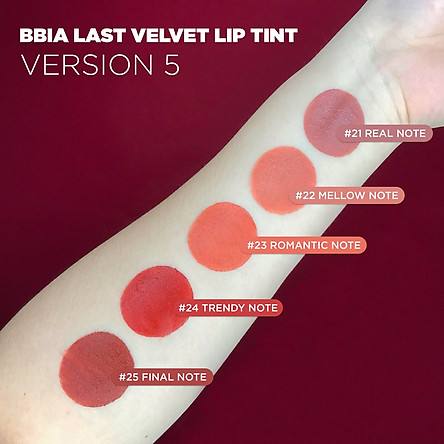 BBIA LAST VELVET LIP TINT
VERSION 5
#21 REAL NOTE
#22 MELLOW NOTE
#23 ROMANTIC NOTE
#24 TRENDY NOTE
#25 FINAL NOTE